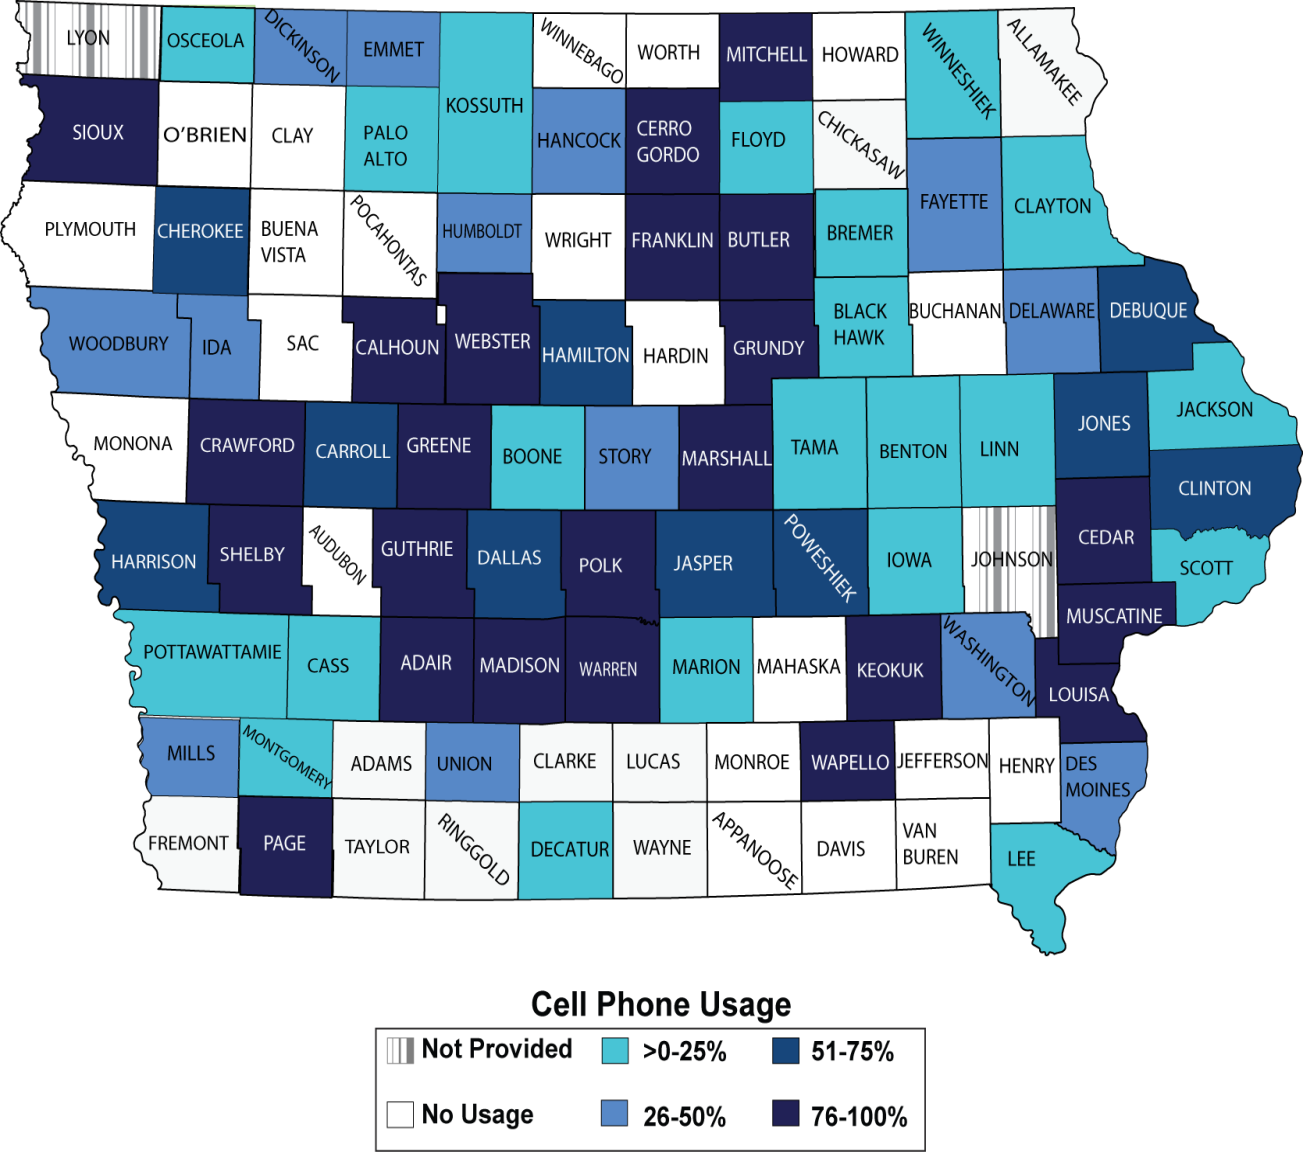 LYON
OSCEOLA
DICKINSON
EMMET
KOSSUTH
WINNEBAGO
WORTH
MITCHELL
HOWARD
WINNESHIEK
ALLAMAKEE
SIOUX
O'BRIEN
CLAY
PALO
ALTO
HANCOCK
CERRO
GORDO
FLOYD
CHICKASAW
PLYMOUTH
CHEROKEE
BUENA
VISTA
POCAHONTAS
HUMBOLDT
WRIGHT
FRANKLIN
BUTLER
BREMER
FAYETTE
CLAYTON
WOODBURY
IDA
SAC
CALHOUN
WEBSTER
HAMILTON
HARDIN
GRUNDY
BLACK
HAWK
BUCHANAN
DELAWARE
DEBUQUE
MONONA
CRAWFORD
CARROLL
GREENE
BOONE
STORY
MARSHALL
TAMA
BENTON
LINN
JONES
JACKSON
CLINTON
HARRISON
SHELBY
AUDUBON
GUTHRIE
DALLAS
POLK
JASPER
POWESHIEK
IOWA
JOHNSON
CEDAR
SCOTT
MUSCATINE
POTTAWATTAMIE
CASS
ADAIR
MADISON
WARREN
MARION
MAHASKA
KEOKUK
WASHINGTON
LOUISA
MILLS
MONTGOMERY
ADAMS
UNION
CLARKE
LUCAS
MONROE
WAPELLO
JEFFERSON
HENRY
DES
MOINES
FREMONT
PAGE
TAYLOR
RINGGOLD
DECATUR
WAYNE
APPANOOSE
DAVIS
VAN
BUREN
LEE
Cell Phone Usage
Not Provided
>0-25%
51-75%
No Usage
26-50%
76-100%